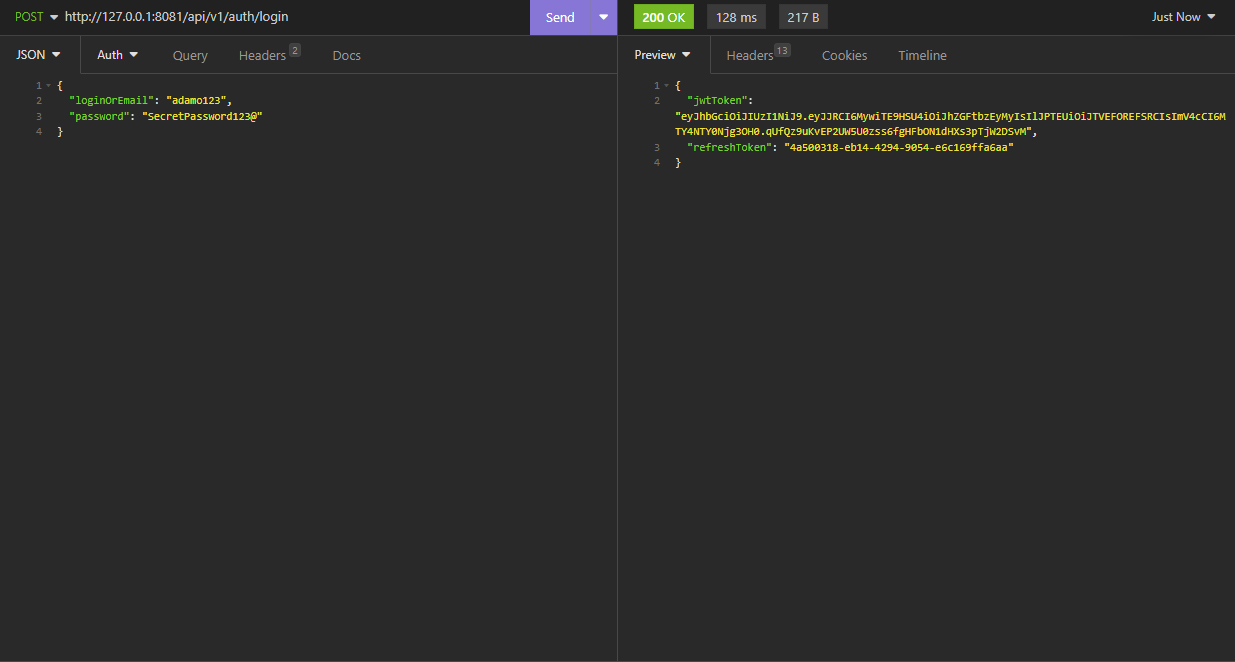 POST http://127.0.0.1:8081/api/v1/auth/login Send 200 OK 128 ms 217 B Just Now
JSON Auth Query Headers 2 Docs Preview Headers 13 Cookies Timeline
1 {
2 "loginOrEmail": "adamo123",
3 "password": "SecretPassword123@"
4 }
1 {
2 "jwtToken":
"eyJhbGciOiJIUzI1NiJ9.eyJJRCI6MywiTE9HSU4iOiJhZGFtbzEyMyIsIlJPTEUiOiJTVEFOREFSRCIsImV4cCI6M
TY4NTY0Njg3OH0.qUfQz9uKvEP2UW5U0zss6fgHFbON1dHXs3pTjW2DSvM",
3 "refreshToken": "4a500318-eb14-4294-9054-e6c169ffa6aa"
4 }